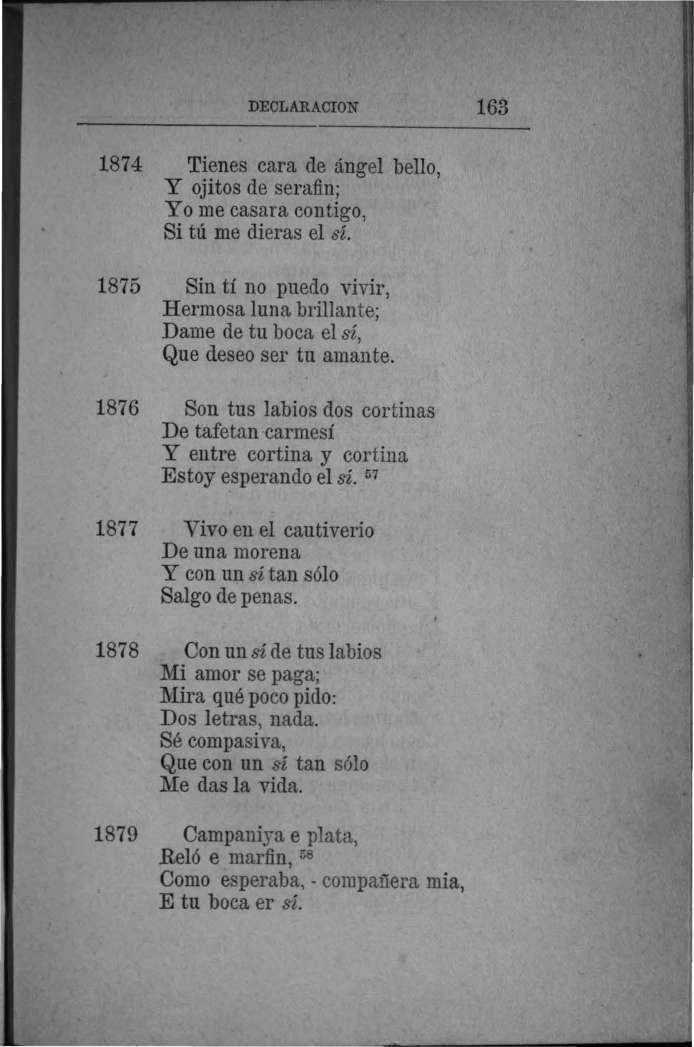 DECLARACION 163
1874 Tienes cara de ángel bello,
Y ojitos de serafin;
Yo me casara contigo,
Si tú me dieras el sí.
1875 Sin tí no puedo vivir,
Hermosa luna brillante;
Dame de tu boca el sí,
Que deseo ser tu amante.
1876 Son tus labios dos cortinas
De tafetan carmesí
Y entre cortina y cortina
Estoy esperando el sí. 57
1877 Vivo en el cautiverio
De una morena
Y con un sí tan sólo
Salgo de penas.
1878 Con un sí de tus labios
Mi amor se paga;
Mira qué poco pido:
Dos letras, nada.
Sé compasiva,
Que con un sí tan sólo
Me das la vida.
1879 Campaniya e plata,
Reló e marfin, 58
Como esperaba, - compañera mia,
E tu boca er sí.